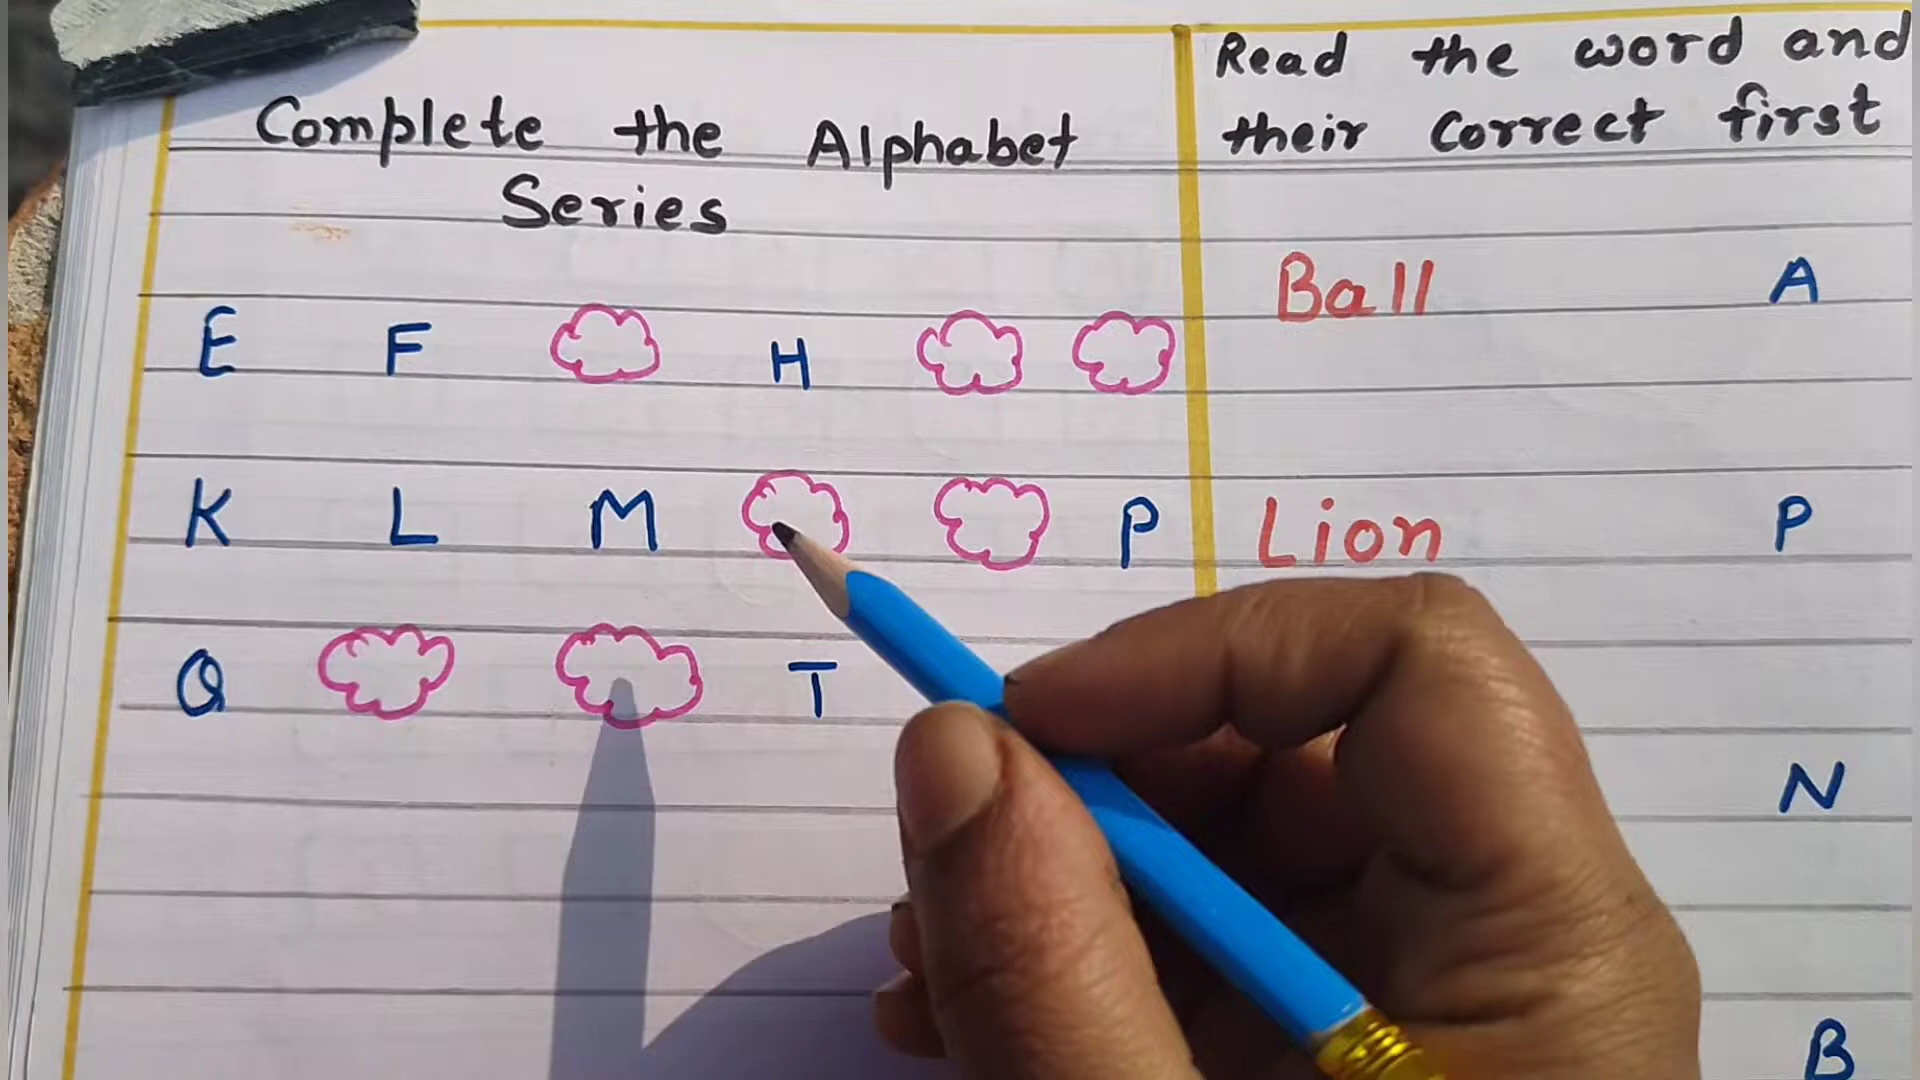 Complete the Alphabet
Series
E F H
K L M P
Q T
Read the word and
their correct first
Ball A
Lion P
N
B